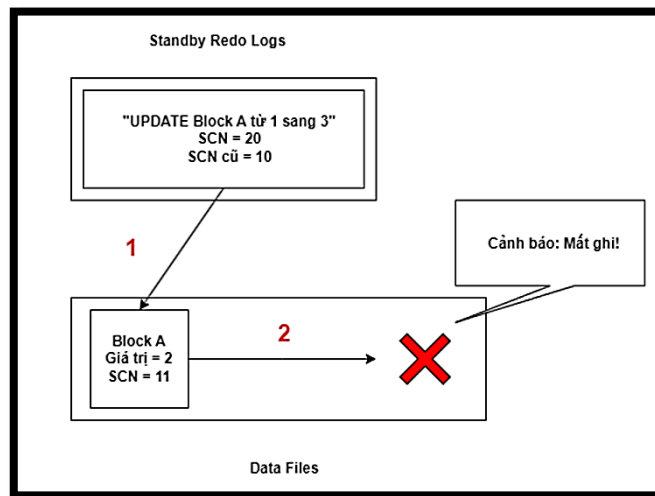 Standby Redo Logs
"UPDATE Block A từ 1 sang 3"
SCN = 20
SCN cũ = 10
1
Cảnh báo: Mất ghi!
Block A
Giá trị = 2
SCN = 11
2
Data Files